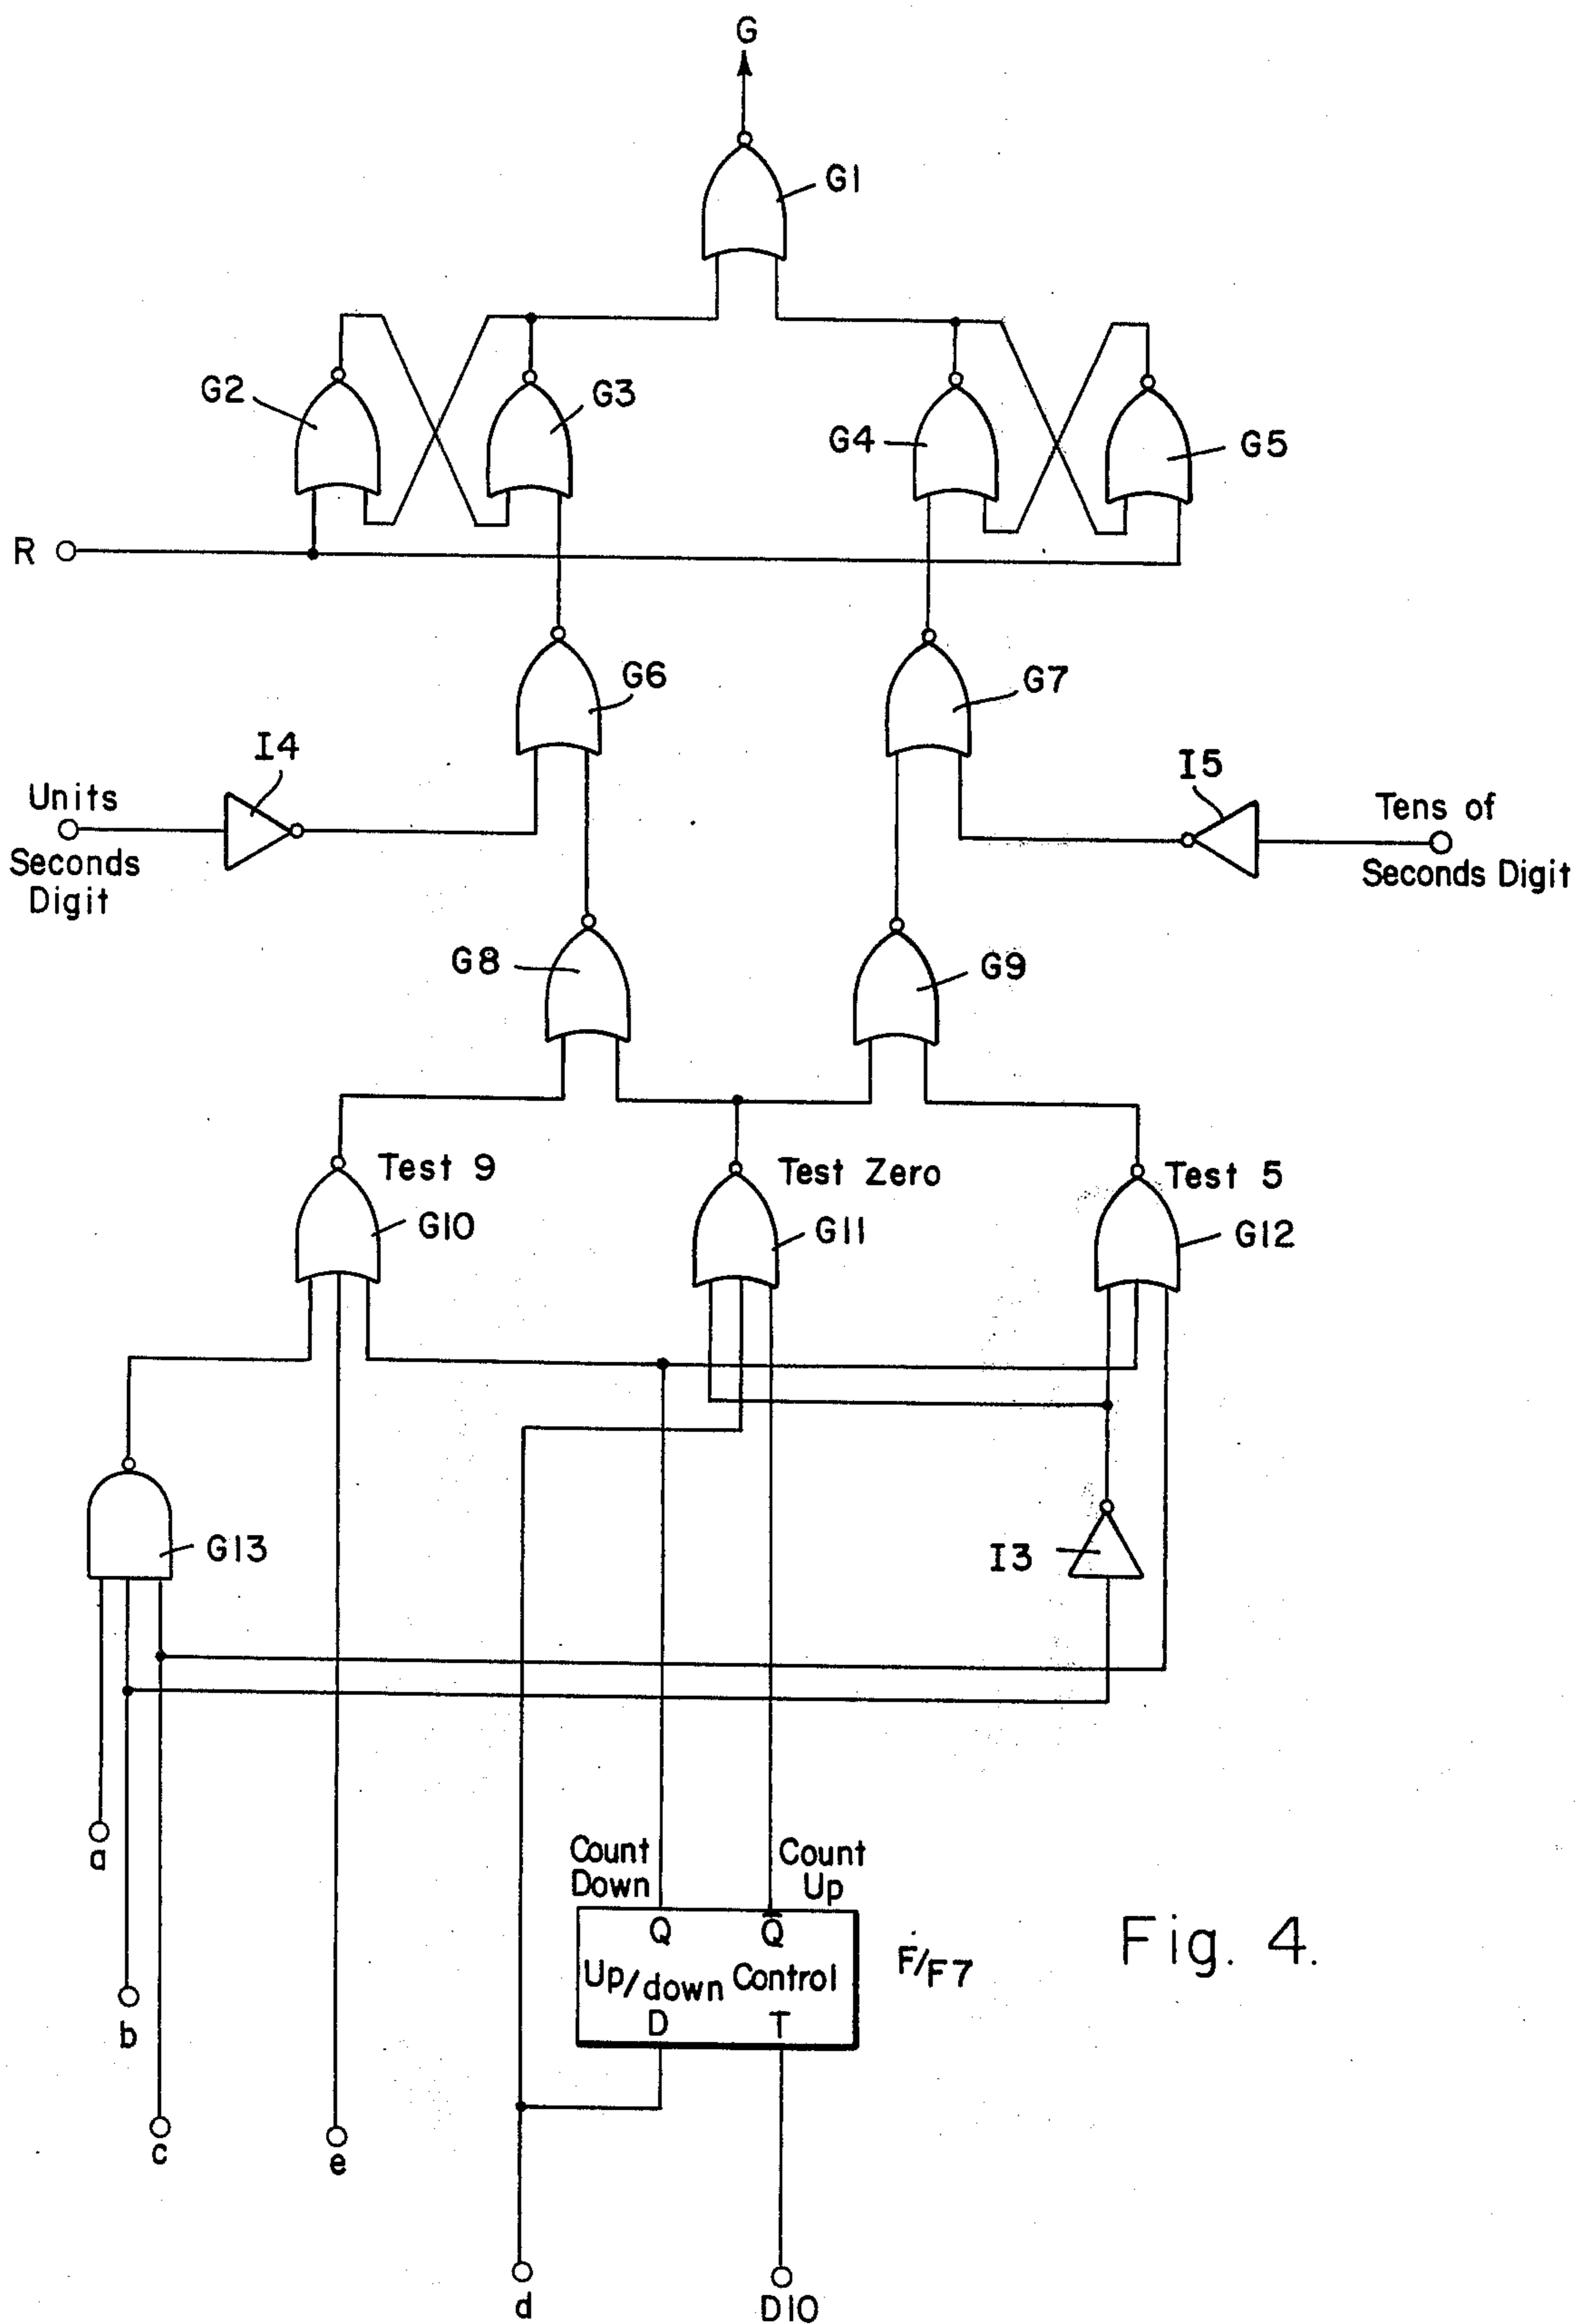 G
G1
G2
G3
G4
G5
R
G6
G7
I4
I5
Units
Seconds
Digit
Tens of
Seconds Digit
G8
G9
Test 9
Test Zero
Test 5
G10
G11
G12
G13
I3
a
b
c
e
Count
Down
Count
Up
Q
Q̅
Up/down Control
D
T
F/F7
Fig. 4.
d
D10